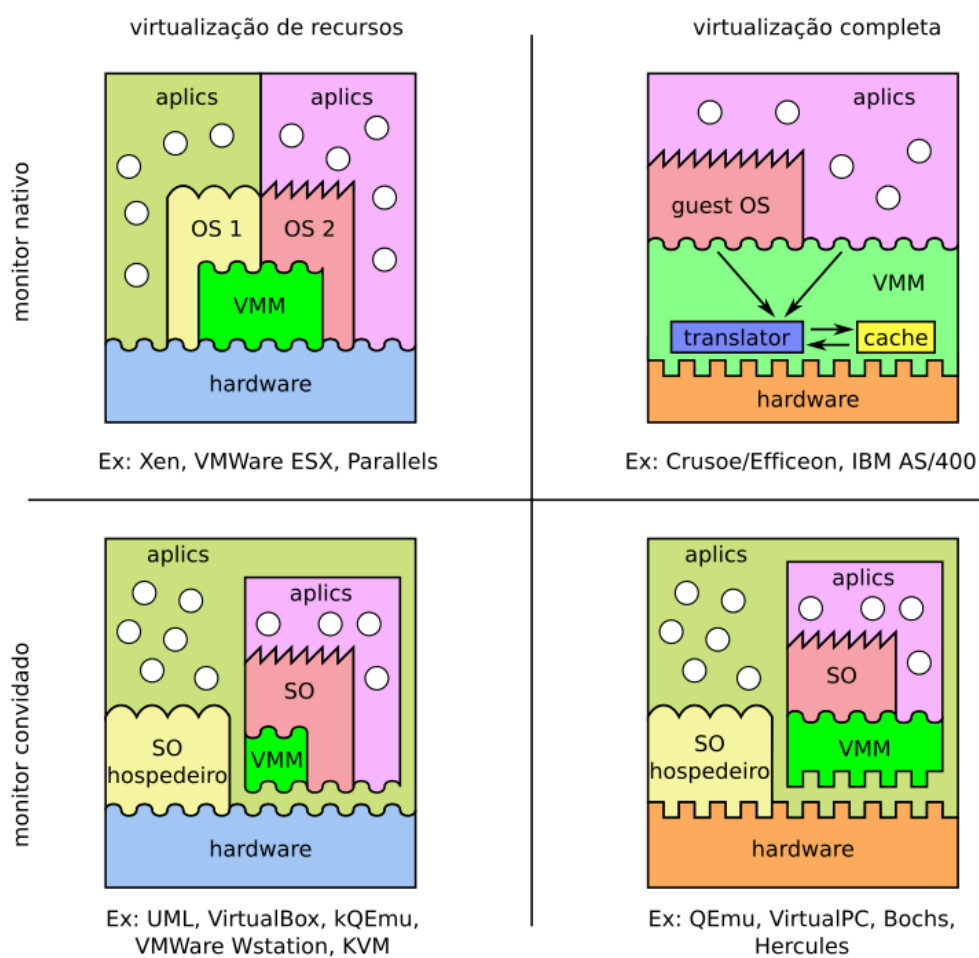 virtualização de recursos
virtualização completa
monitor nativo
aplics
aplics
OS 1
OS 2
VMM
hardware
Ex: Xen, VMWare ESX, Parallels
aplics
guest OS
VMM
translator
cache
hardware
Ex: Crusoe/Efficeon, IBM AS/400
monitor convidado
aplics
aplics
SO
VMM
SO
hospedeiro
hardware
Ex: UML, VirtualBox, kQEmu,
VMWare Wstation, KVM
aplics
aplics
SO
VMM
SO
hospedeiro
hardware
Ex: QEmu, VirtualPC, Bochs,
Hercules